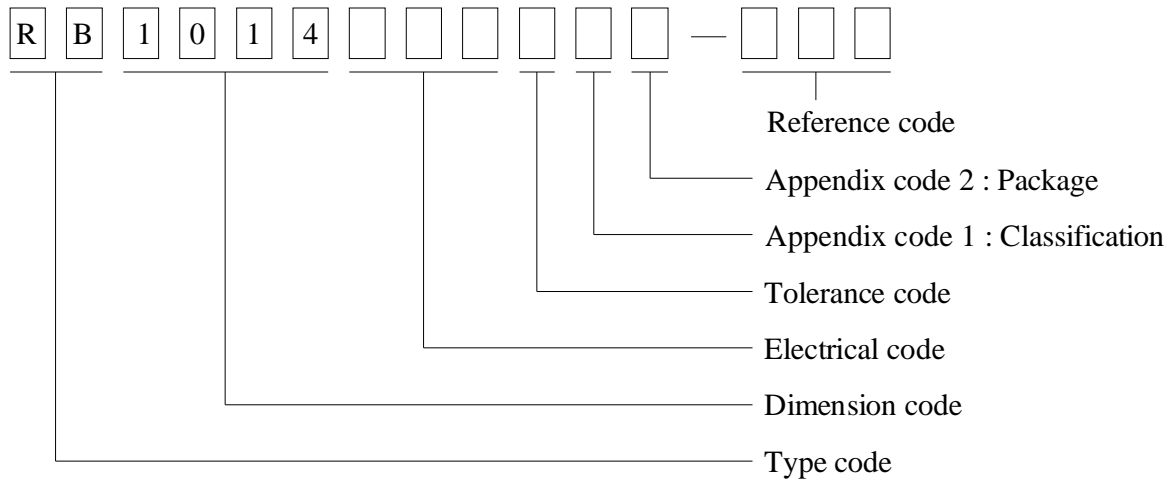 R B 1 0 1 4 —
Reference code
Appendix code 2 : Package
Appendix code 1 : Classification
Tolerance code
Electrical code
Dimension code
Type code